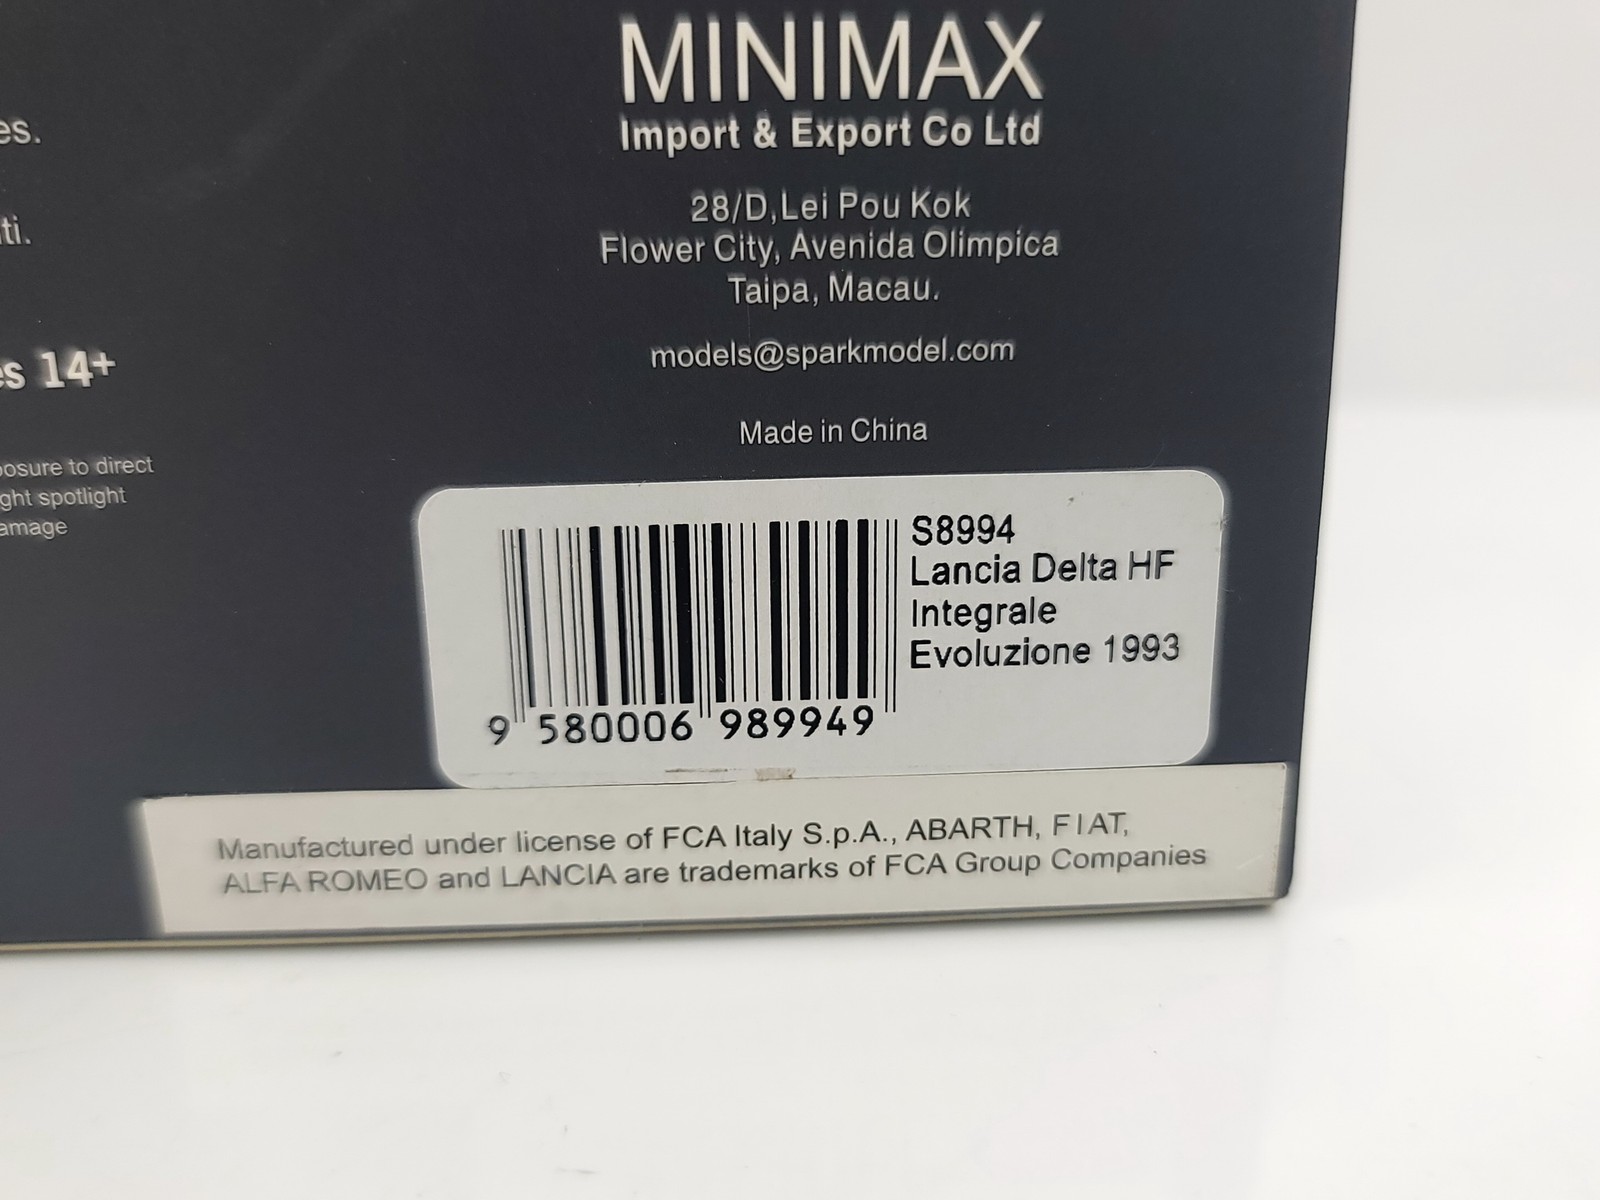 MINIMAX
Import & Export Co Ltd
28/D,Lei Pou Kok
Flower City, Avenida Olimpica
Taipa, Macau.
models@sparkmodel.com
Made in China
es.
ti.
es 14+
posure to direct
ght spotlight
amage
S8994
Lancia Delta HF
Integrale
Evoluzione 1993
9 580006 989949
Manufactured under license of FCA Italy S.p.A., ABARTH, FIAT,
ALFA ROMEO and LANCIA are trademarks of FCA Group Companies